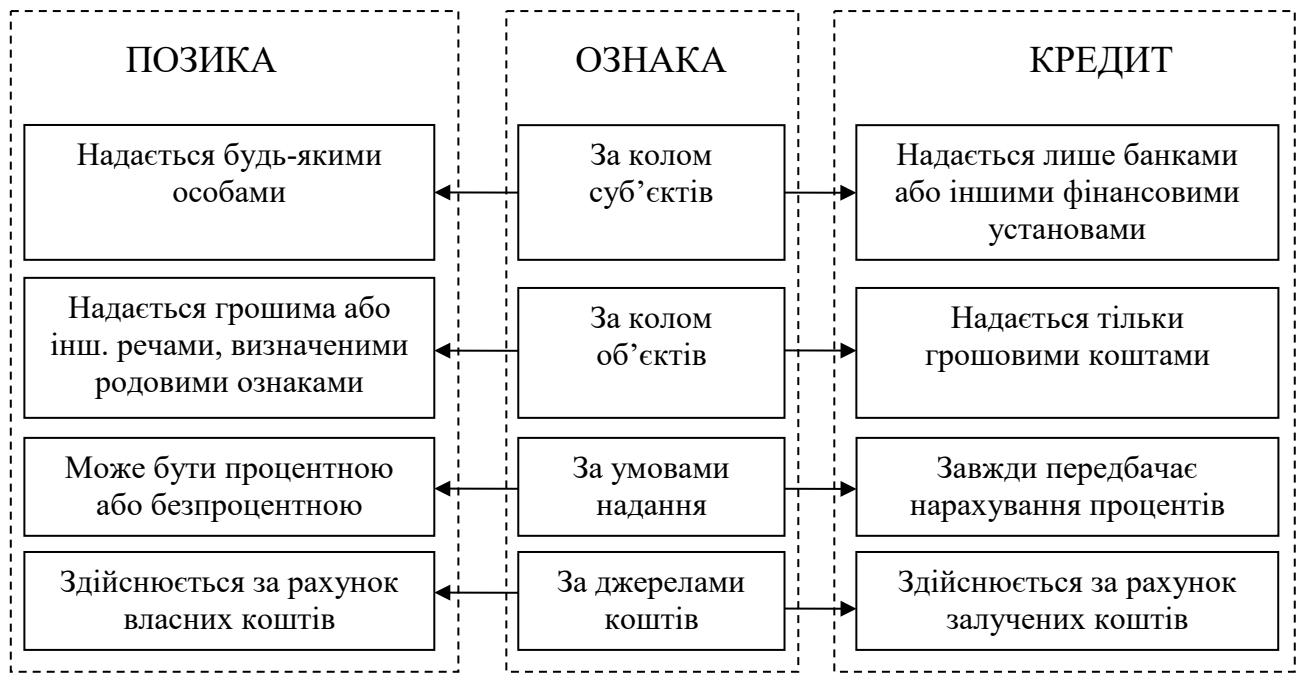 ПОЗИКА
ОЗНАКА
КРЕДИТ
Надається будь-якими
особами
За колом
суб’єктів
Надається лише банками
або іншими фінансовими
установами
Надається грошима або
інш. речами, визначеними
родовими ознаками
За колом
об’єктів
Надається тільки
грошовими коштами
Може бути процентною
або безпроцентною
За умовами
надання
Завжди передбачає
нарахування процентів
Здійснюється за рахунок
власних коштів
За джерелами
коштів
Здійснюється за рахунок
залучених коштів